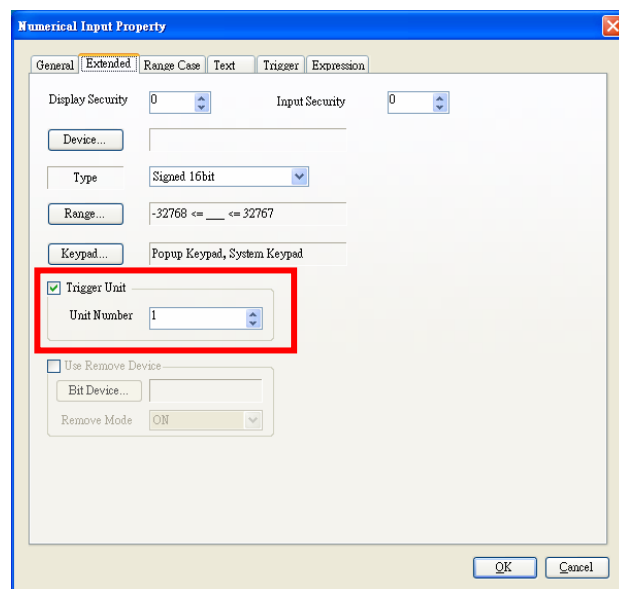 Numerical Input Property
General Extended Range Case Text Trigger Expression
Display Security 0 Input Security 0
Device...
Type Signed 16bit
Range... -32768 <= ___ <= 32767
Keypad... Popup Keypad, System Keypad
Trigger Unit
Unit Number 1
Use Remove Device
Bit Device...
Remove Mode ON
OK Cancel